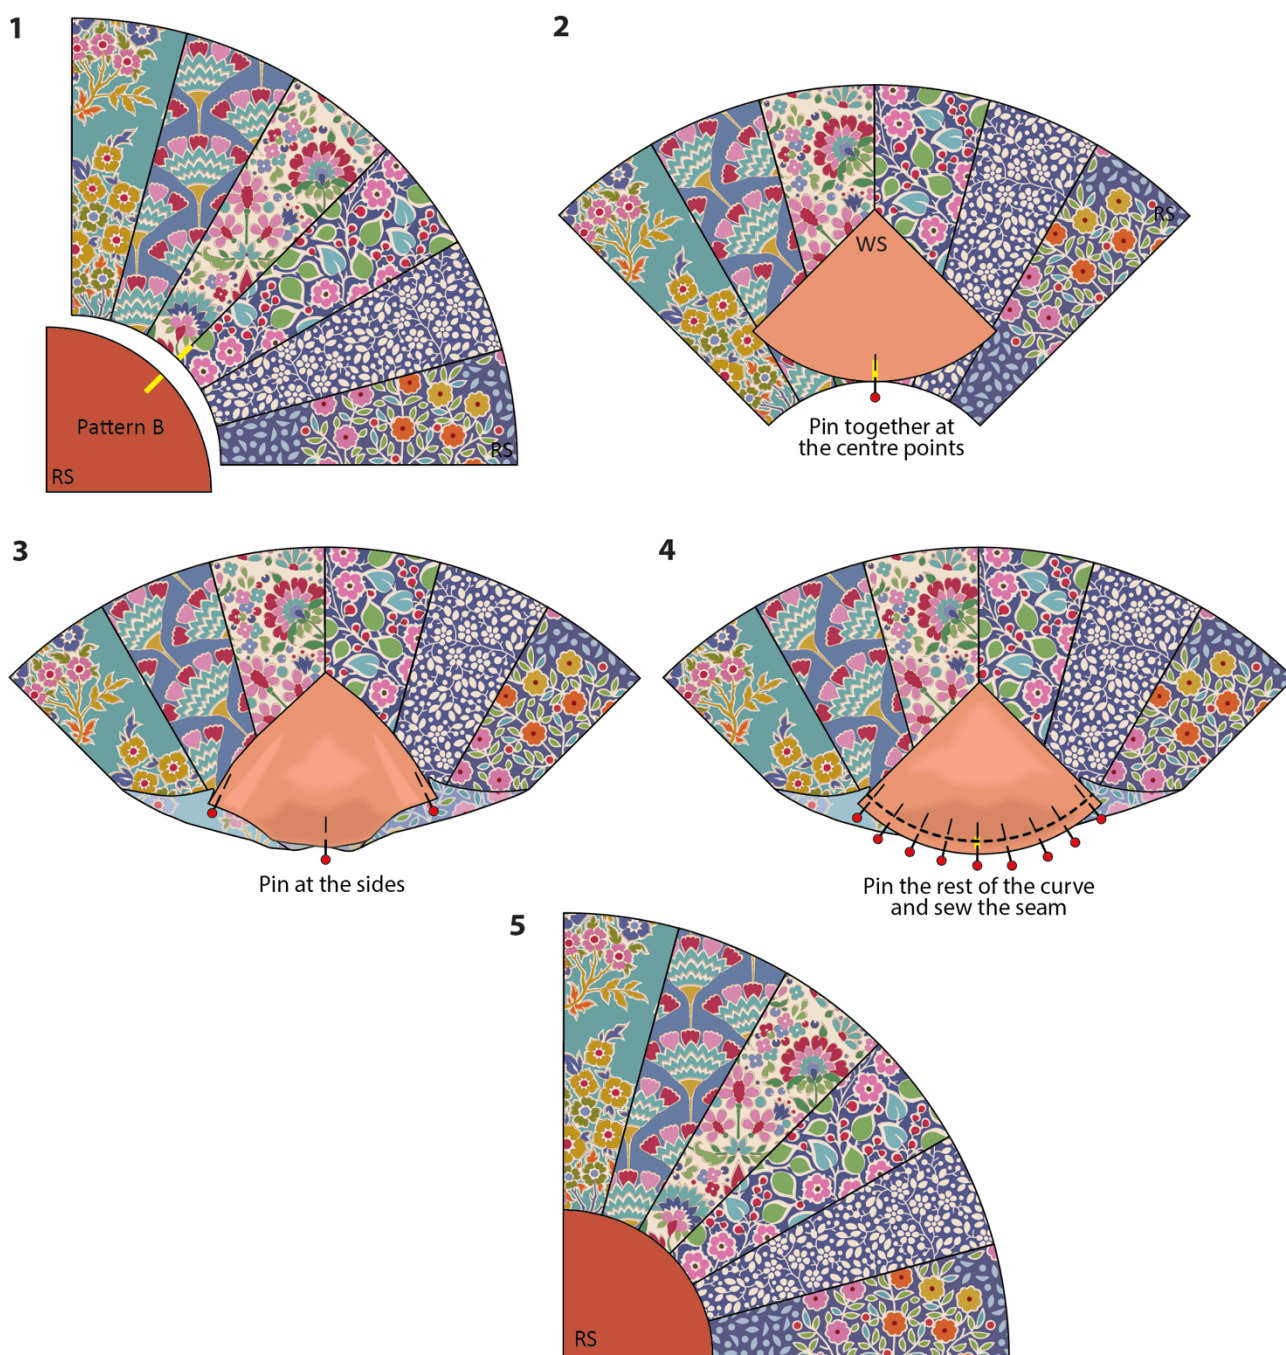 1
Pattern B
RS
RS
2
WS
RS
Pin together at
the centre points
3
Pin at the sides
4
Pin the rest of the curve
and sew the seam
5
RS